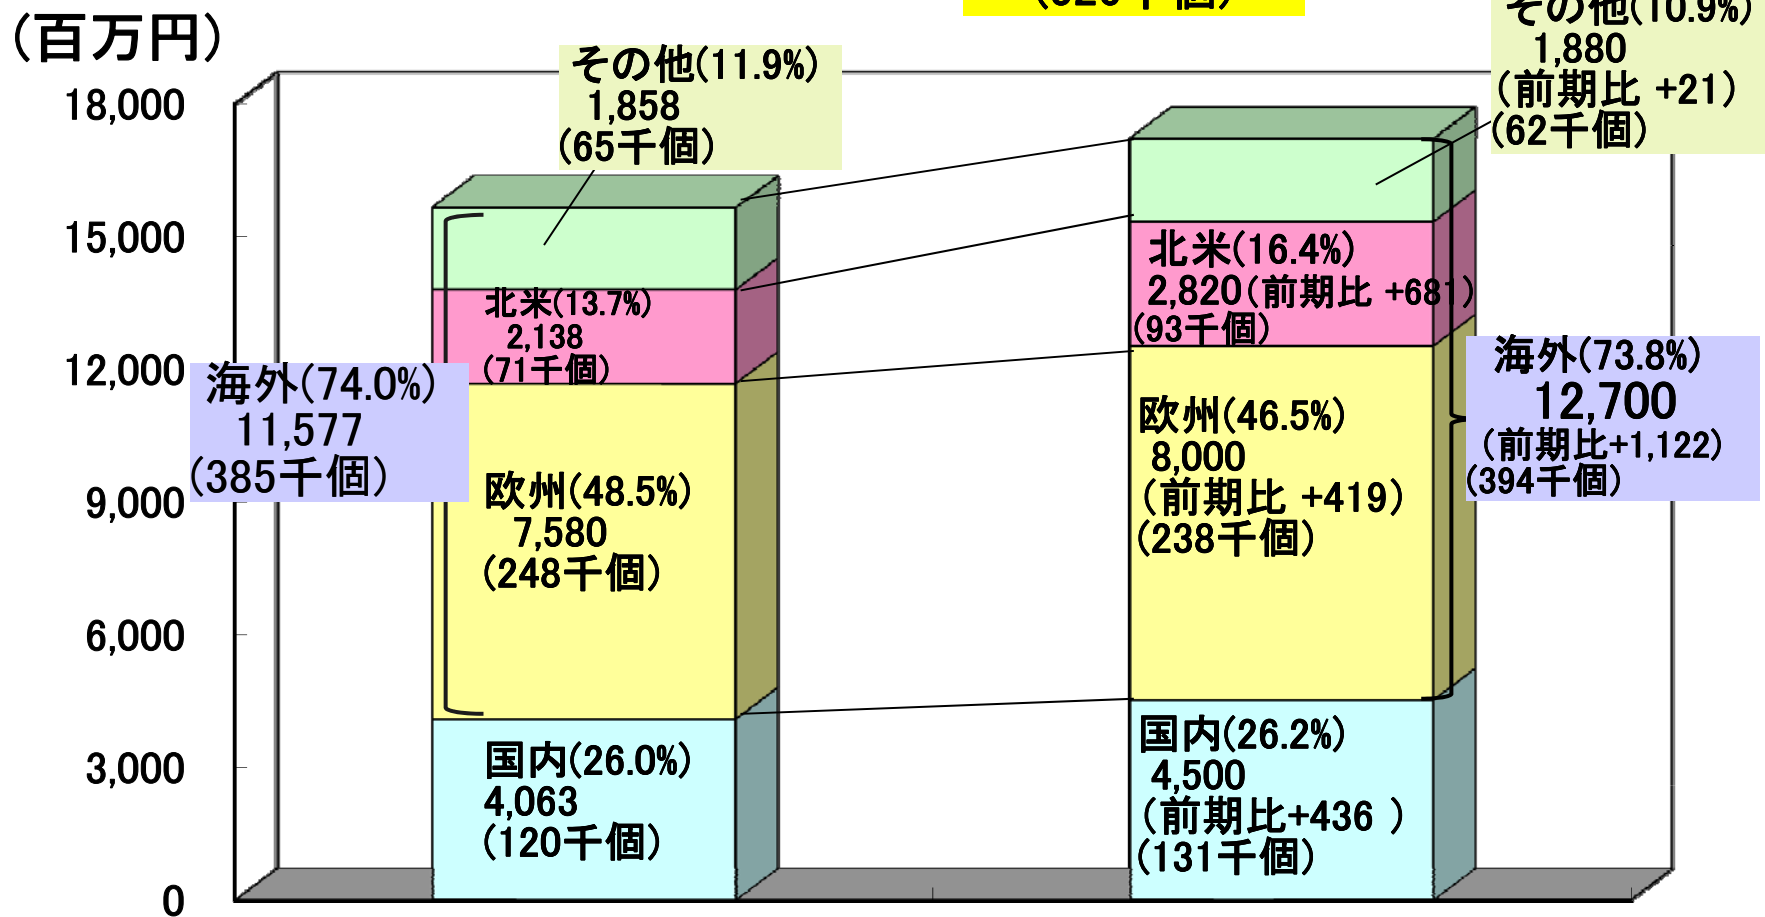 (百万円)
18,000
15,000
12,000
9,000
6,000
3,000
0
その他(11.9%)
1,858
(65千個)
北米(13.7%)
2,138
(71千個)
海外(74.0%)
11,577
(385千個)
欧州(48.5%)
7,580
(248千個)
国内(26.0%)
4,063
(120千個)
その他(10.9%)
1,880
(前期比 +21)
(62千個)
北米(16.4%)
2,820(前期比 +681)
(93千個)
海外(73.8%)
12,700
(前期比+1,122)
(394千個)
欧州(46.5%)
8,000
(前期比 +419)
(238千個)
国内(26.2%)
4,500
(前期比+436 )
(131千個)